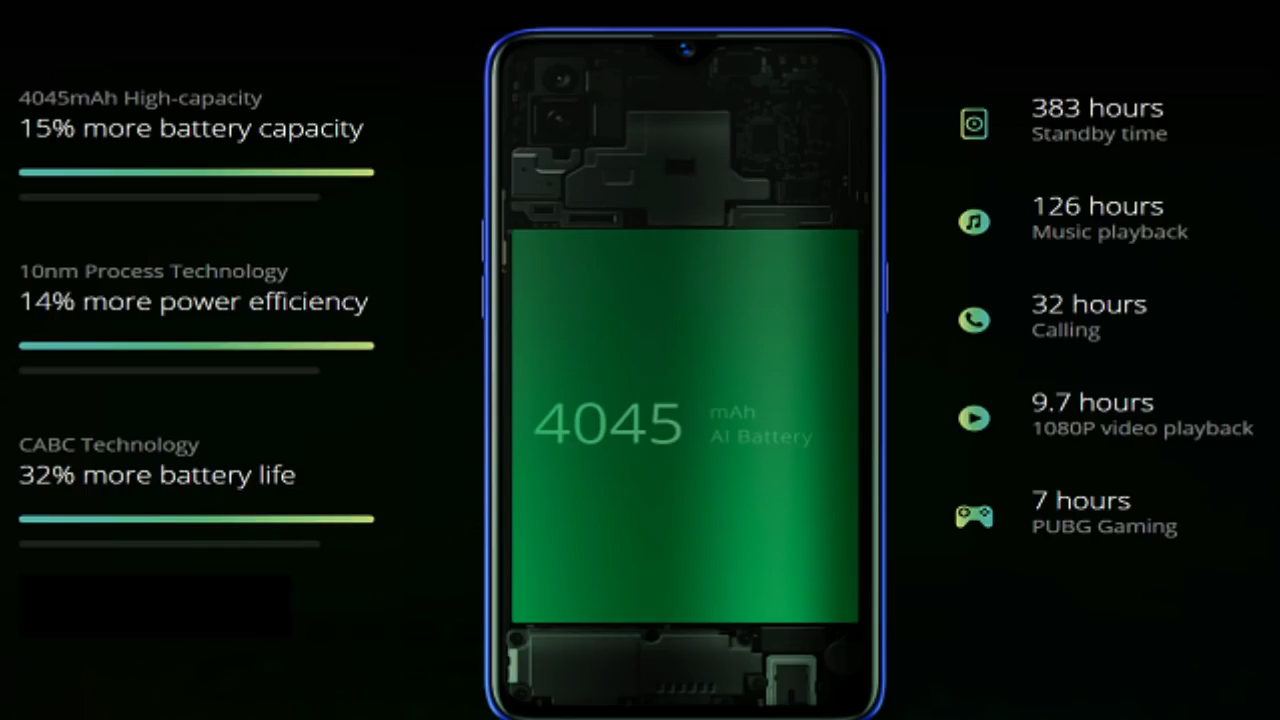 4045mAh High-capacity
15% more battery capacity
10nm Process Technology
14% more power efficiency
CABC Technology
32% more battery life
4045 mAh
AI Battery
383 hours
Standby time
126 hours
Music playback
32 hours
Calling
9.7 hours
1080P video playback
7 hours
PUBG Gaming